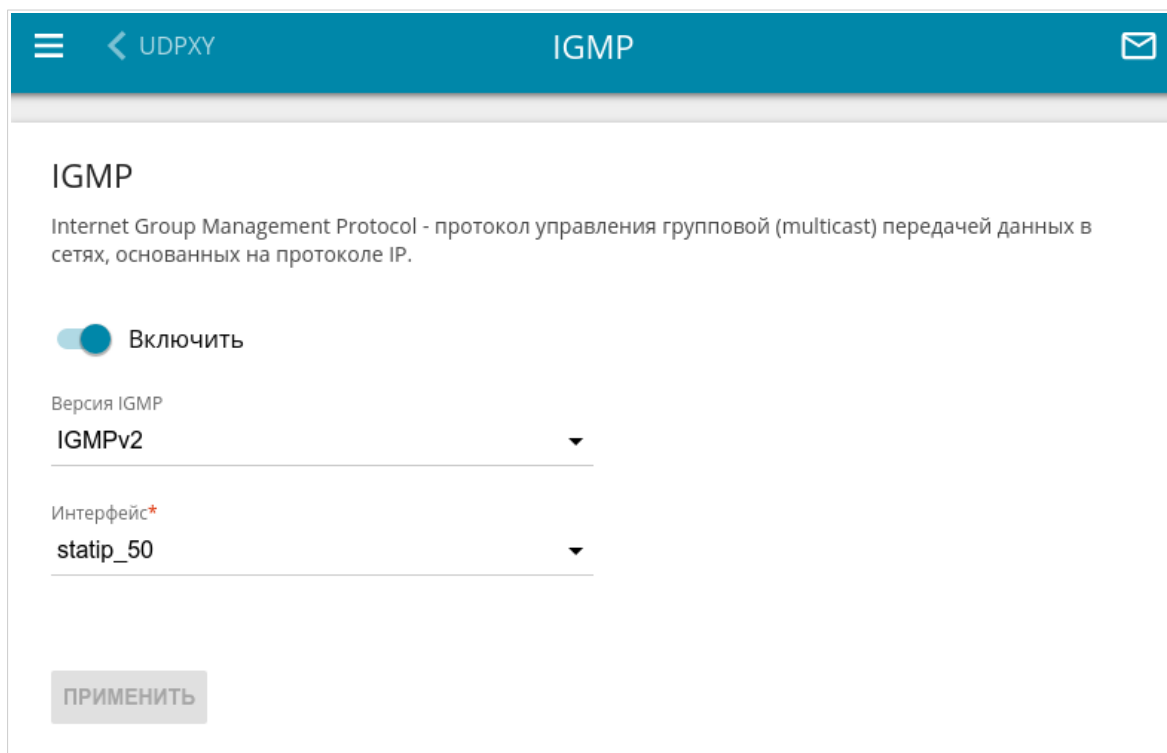 UDPXY
IGMP
IGMP
Internet Group Management Protocol - протокол управления групповой (multicast) передачей данных в
сетях, основанных на протоколе IP.
Включить
Версия IGMP
IGMPv2
Интерфейс*
statip_50
ПРИМЕНИТЬ